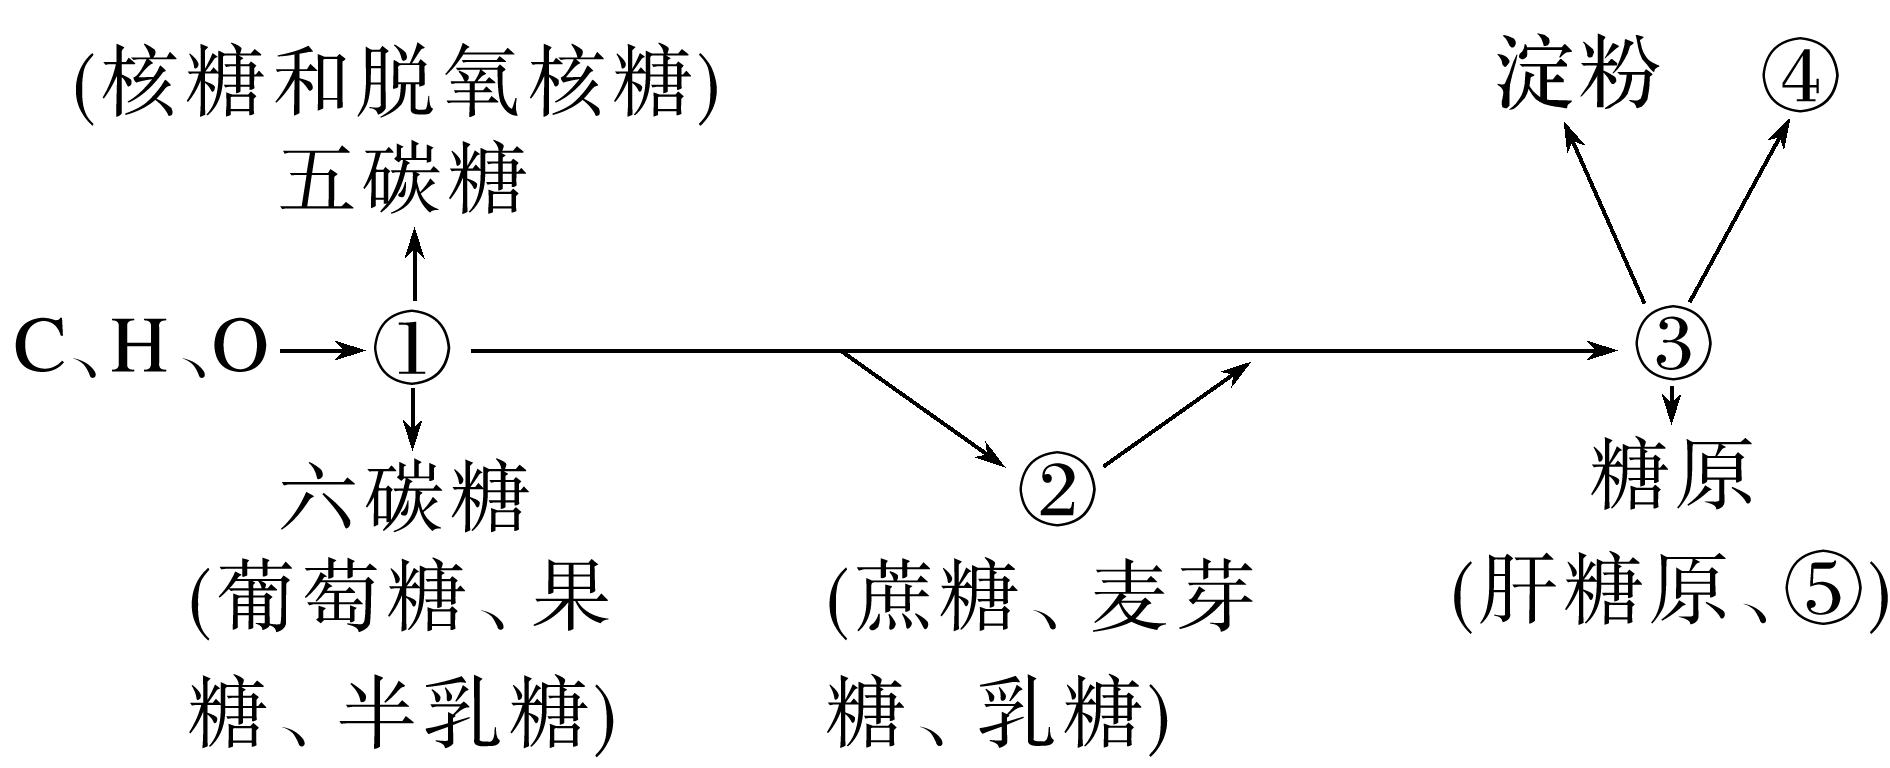 (核糖和脱氧核糖)
五碳糖
淀粉 ④
C、H、O ① ③
六碳糖
(葡萄糖、果
糖、半乳糖)
②
(蔗糖、麦芽
糖、乳糖)
糖原
(肝糖原、⑤)